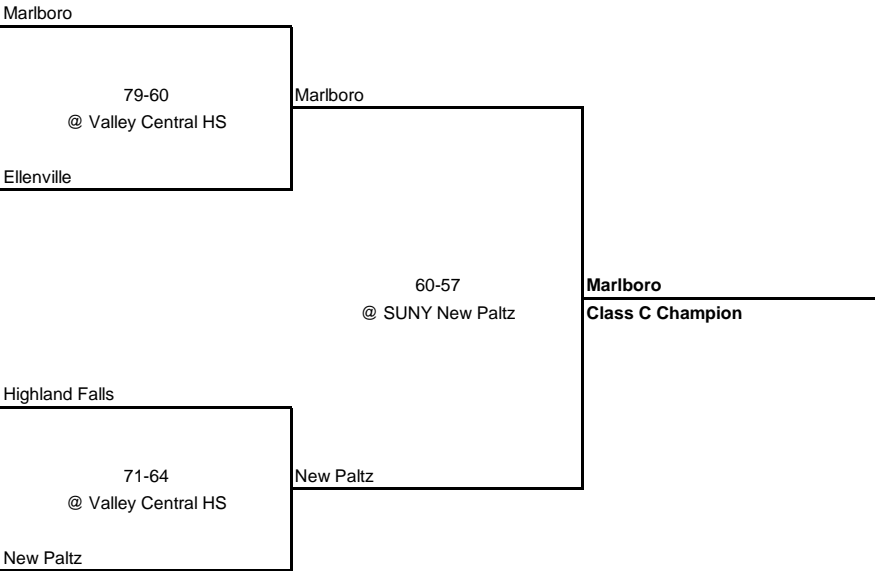 Marlboro
79-60
@ Valley Central HS
Marlboro
Ellenville
60-57
@ SUNY New Paltz
Marlboro
Class C Champion
Highland Falls
71-64
@ Valley Central HS
New Paltz
New Paltz